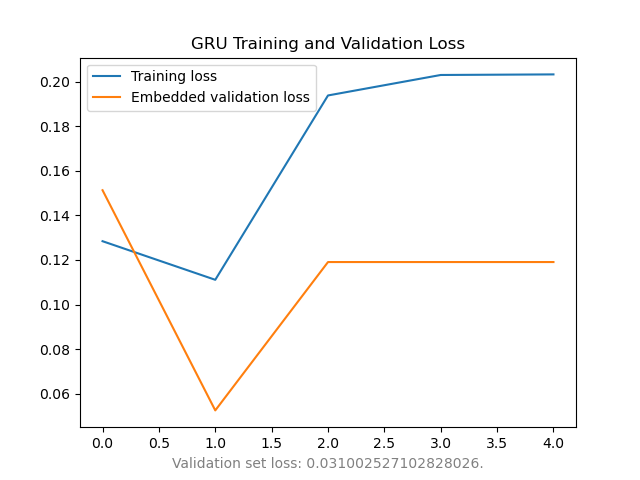 GRU Training and Validation Loss
Training loss
Embedded validation loss
0.20
0.18
0.16
0.14
0.12
0.10
0.08
0.06
0.0 0.5 1.0 1.5 2.0 2.5 3.0 3.5 4.0
Validation set loss: 0.031002527102828026.